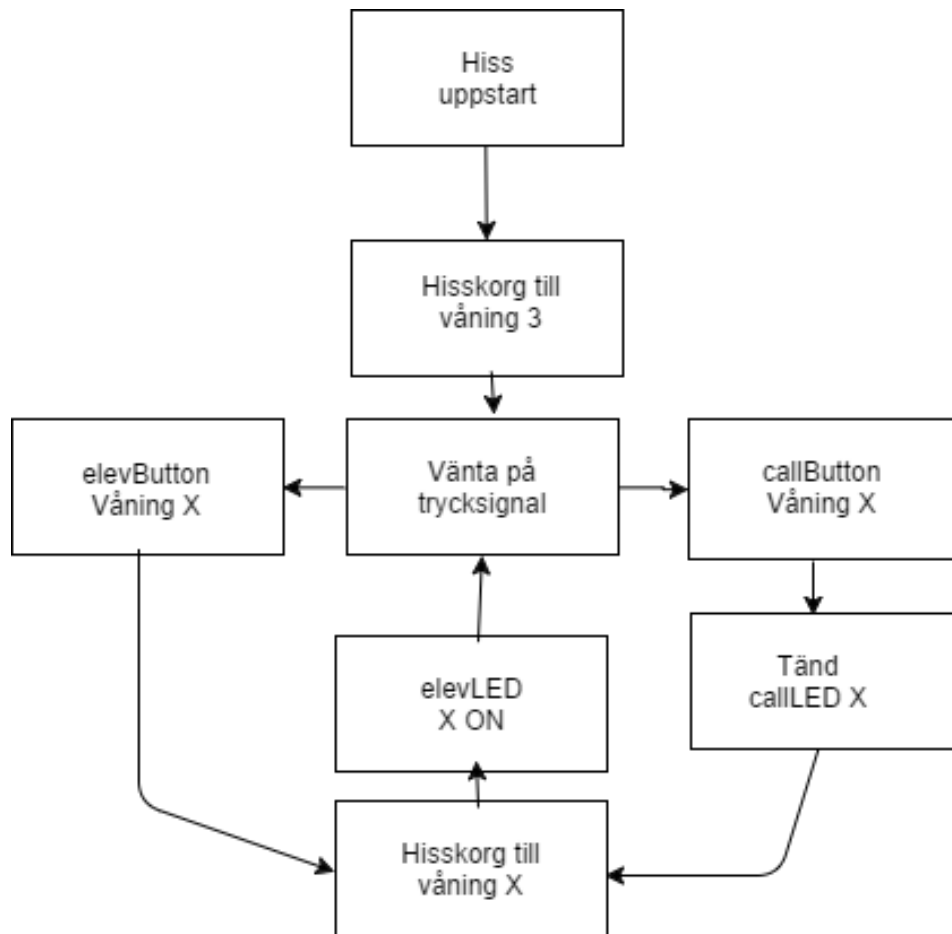 Hiss
uppstart
Hisskorg till
våning 3
elevButton
Våning X
Vänta på
trycksignal
callButton
Våning X
elevLED
X ON
Tänd
callLED X
Hisskorg till
våning X